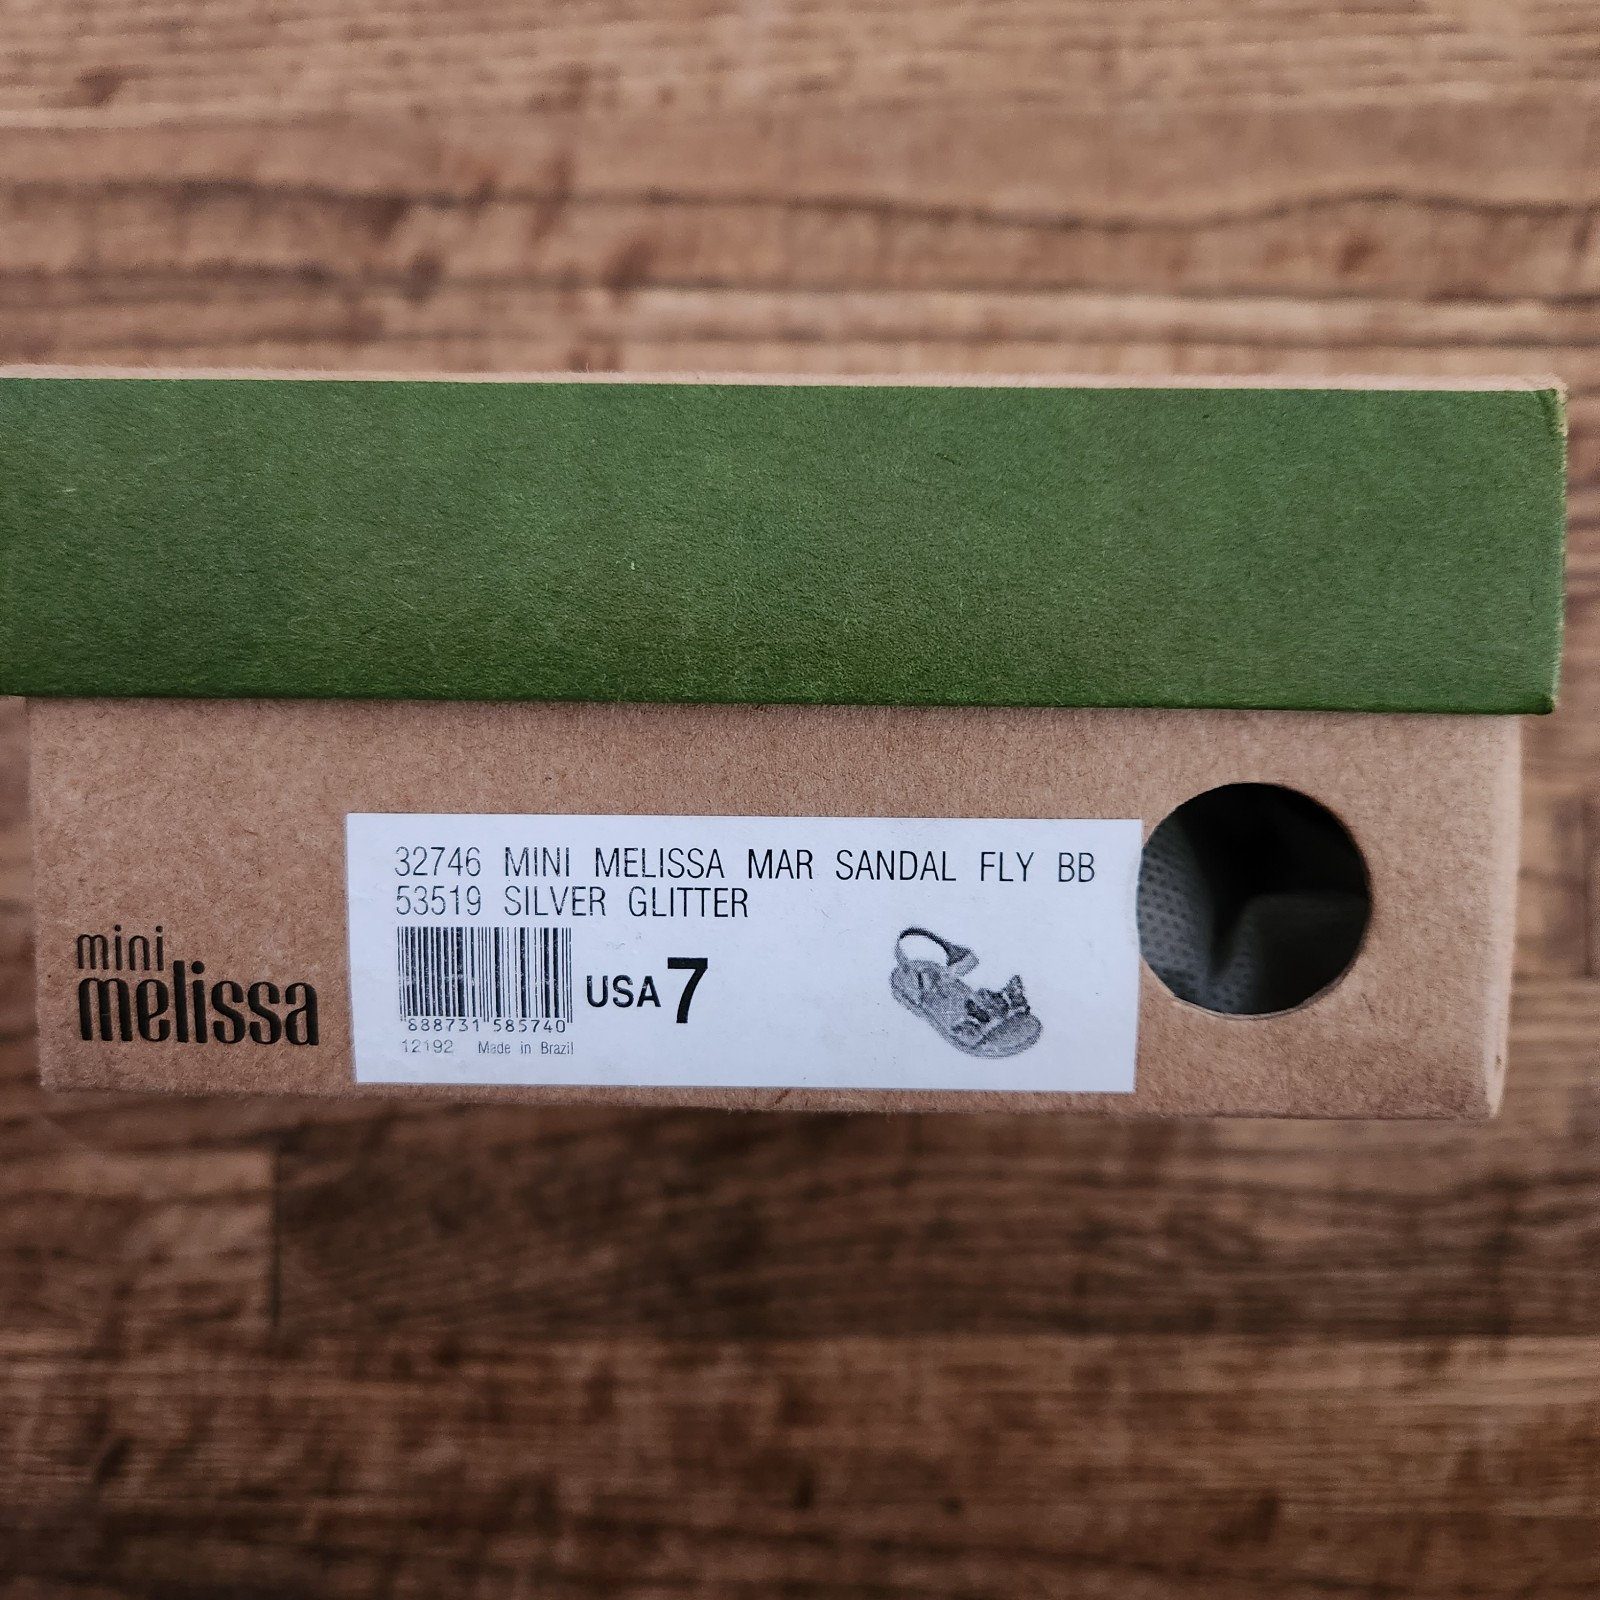 mini
melissa
32746 MINI MELISSA MAR SANDAL FLY BB
53519 SILVER GLITTER
USA 7
888731 585740
12192 Made in Brazil